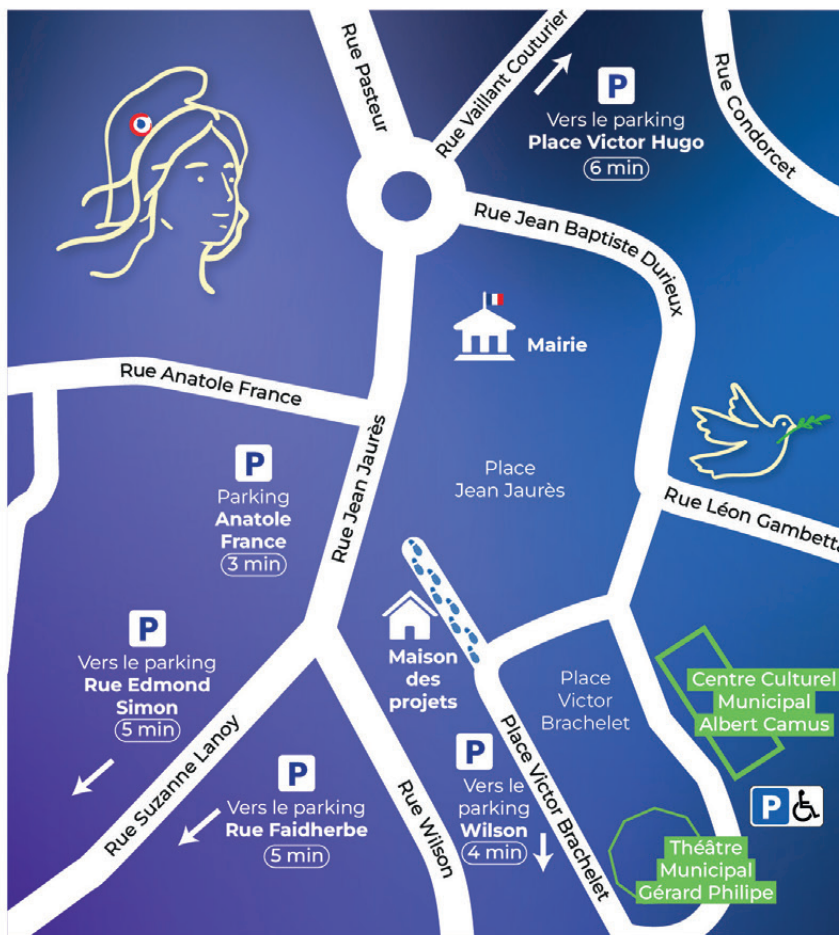 Rue Pasteur
Rue Vaillant Couturier
Rue Condorcet
P
Vers le parking
Place Victor Hugo
6 min
Rue Jean Baptiste Durieux
Mairie
Rue Anatole France
Rue Jean Jaurès
Place
Jean Jaurès
Rue Léon Gambetta
P
Parking
Anatole
France
3 min
P
Vers le parking
Rue Edmond
Simon
5 min
Maison
des
projets
Place
Victor
Brachelet
Centre Culturel
Municipal
Albert Camus
Rue Suzanne Lanoy
P
Vers le parking
Rue Faidherbe
5 min
Rue Wilson
P
Vers le
parking
Wilson
4 min
Place Victor Brachelet
P
Théâtre
Municipal
Gérard Philipe